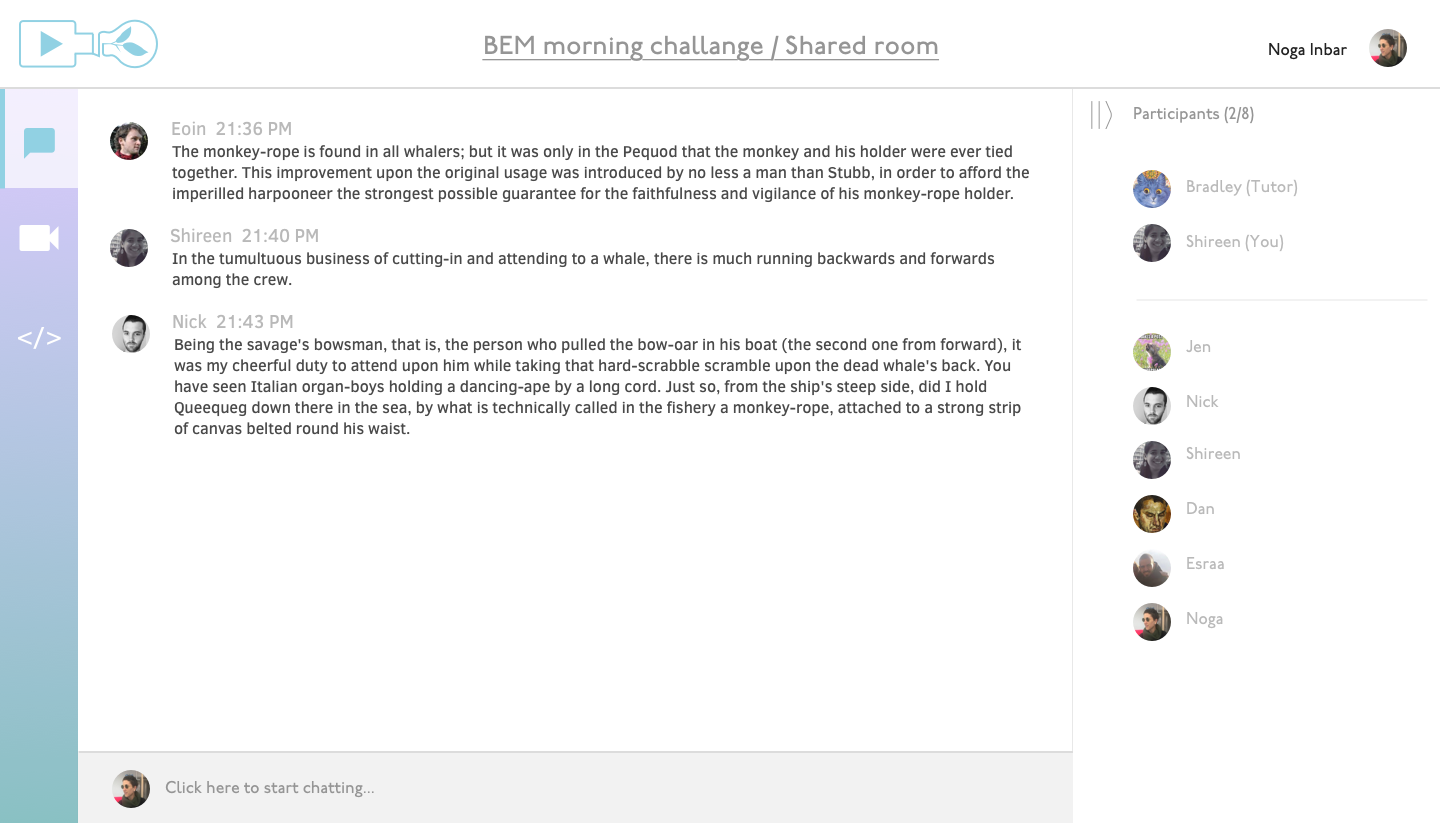 BEM morning challange / Shared room
Noga Inbar
Eoin 21:36 PM
The monkey-rope is found in all whalers; but it was only in the Pequod that the monkey and his holder were ever tied
together. This improvement upon the original usage was introduced by no less a man than Stubb, in order to afford the
imperilled harpooneer the strongest possible guarantee for the faithfulness and vigilance of his monkey-rope holder.
Shireen 21:40 PM
In the tumultuous business of cutting-in and attending to a whale, there is much running backwards and forwards
among the crew.
Nick 21:43 PM
Being the savage's bowsman, that is, the person who pulled the bow-oar in his boat (the second one from forward), it
was my cheerful duty to attend upon him while taking that hard-scrabble scramble upon the dead whale's back. You
have seen Italian organ-boys holding a dancing-ape by a long cord. Just so, from the ship's steep side, did I hold
Queequeg down there in the sea, by what is technically called in the fishery a monkey-rope, attached to a strong strip
of canvas belted round his waist.
Click here to start chatting...
Participants (2/8)
Bradley (Tutor)
Shireen (You)
Jen
Nick
Shireen
Dan
Esraa
Noga
</>